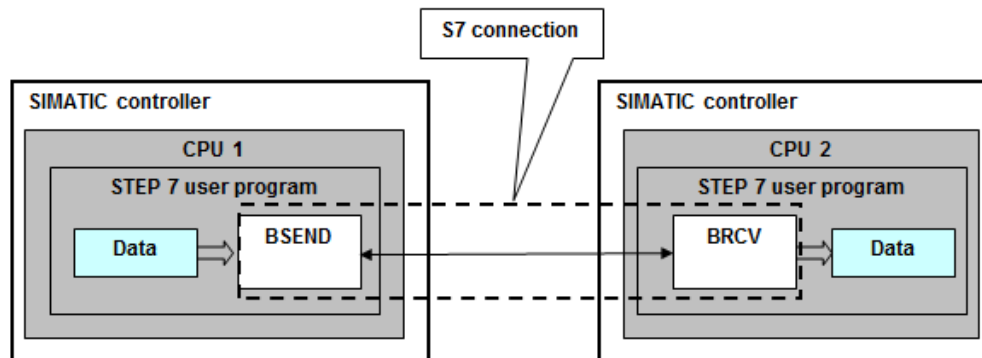 S7 connection
SIMATIC controller
CPU 1
STEP 7 user program
Data
BSEND
SIMATIC controller
CPU 2
STEP 7 user program
BRCV
Data